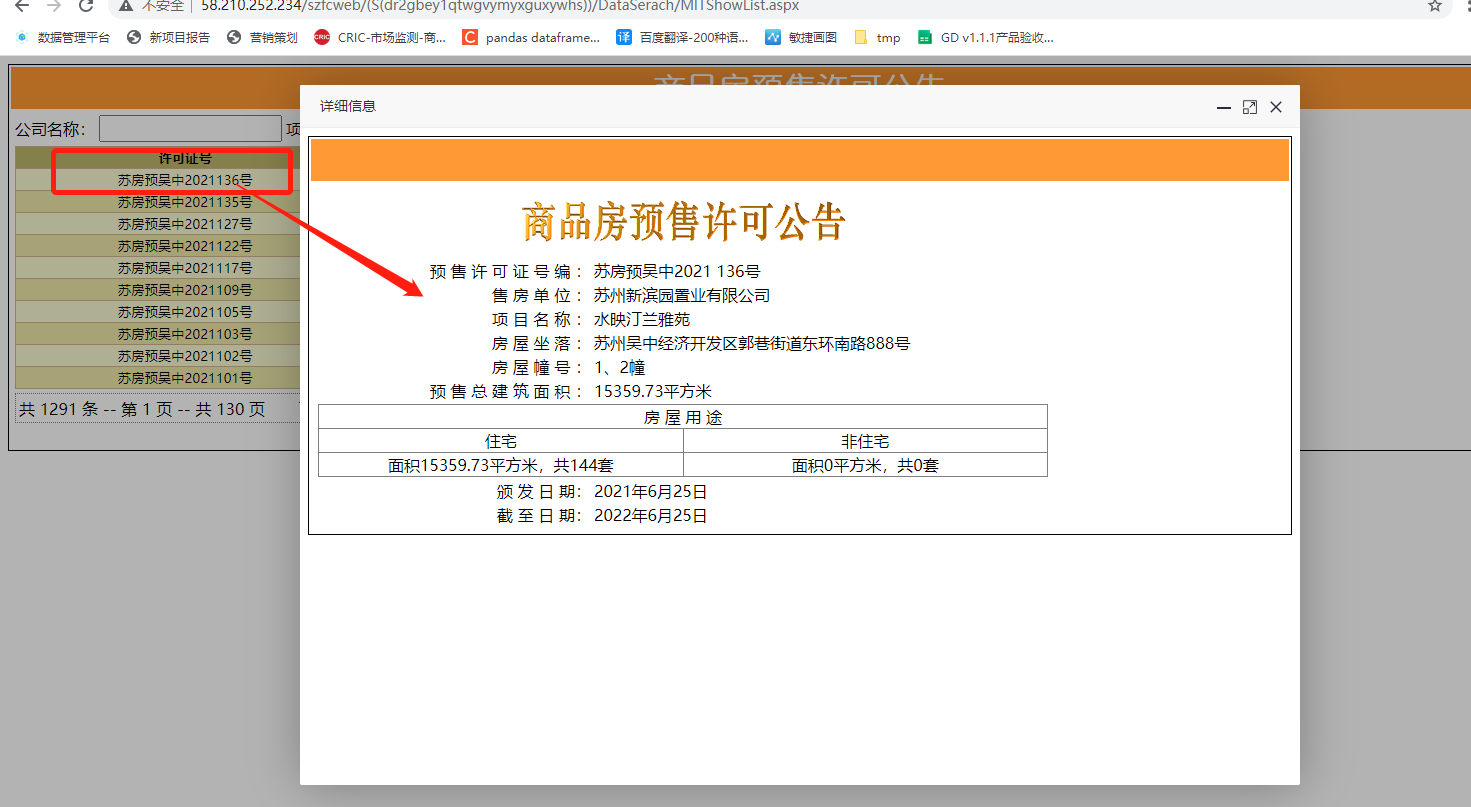 不安全 58.210.252.234/szfcweb/(S(dr2gbey1qtwgvymyxguxywhs))/DataSerach/MITShowList.aspx
数据管理平台 新项目报告 营销策划 CRIC CRIC-市场监测-商... C pandas dataframe... 译 百度翻译-200种语... 敏捷画图 tmp GD v1.1.1产品验收...
商品房预售许可公告
公司名称： 项
许可证号
苏房预吴中2021136号
苏房预吴中2021135号
苏房预吴中2021127号
苏房预吴中2021122号
苏房预吴中2021117号
苏房预吴中2021109号
苏房预吴中2021105号
苏房预吴中2021103号
苏房预吴中2021102号
苏房预吴中2021101号
共 1291 条 -- 第 1 页 -- 共 130 页
详细信息
商品房预售许可公告
预售许可证号编： 苏房预吴中2021 136号
售房单位： 苏州新滨园置业有限公司
项目名称： 水映汀兰雅苑
房屋坐落： 苏州吴中经济开发区郭巷街道东环南路888号
房屋幢号： 1、2幢
预售总建筑面积： 15359.73平方米
房屋用途
住宅 非住宅
面积15359.73平方米，共144套 面积0平方米，共0套
颁发日期： 2021年6月25日
截至日期： 2022年6月25日